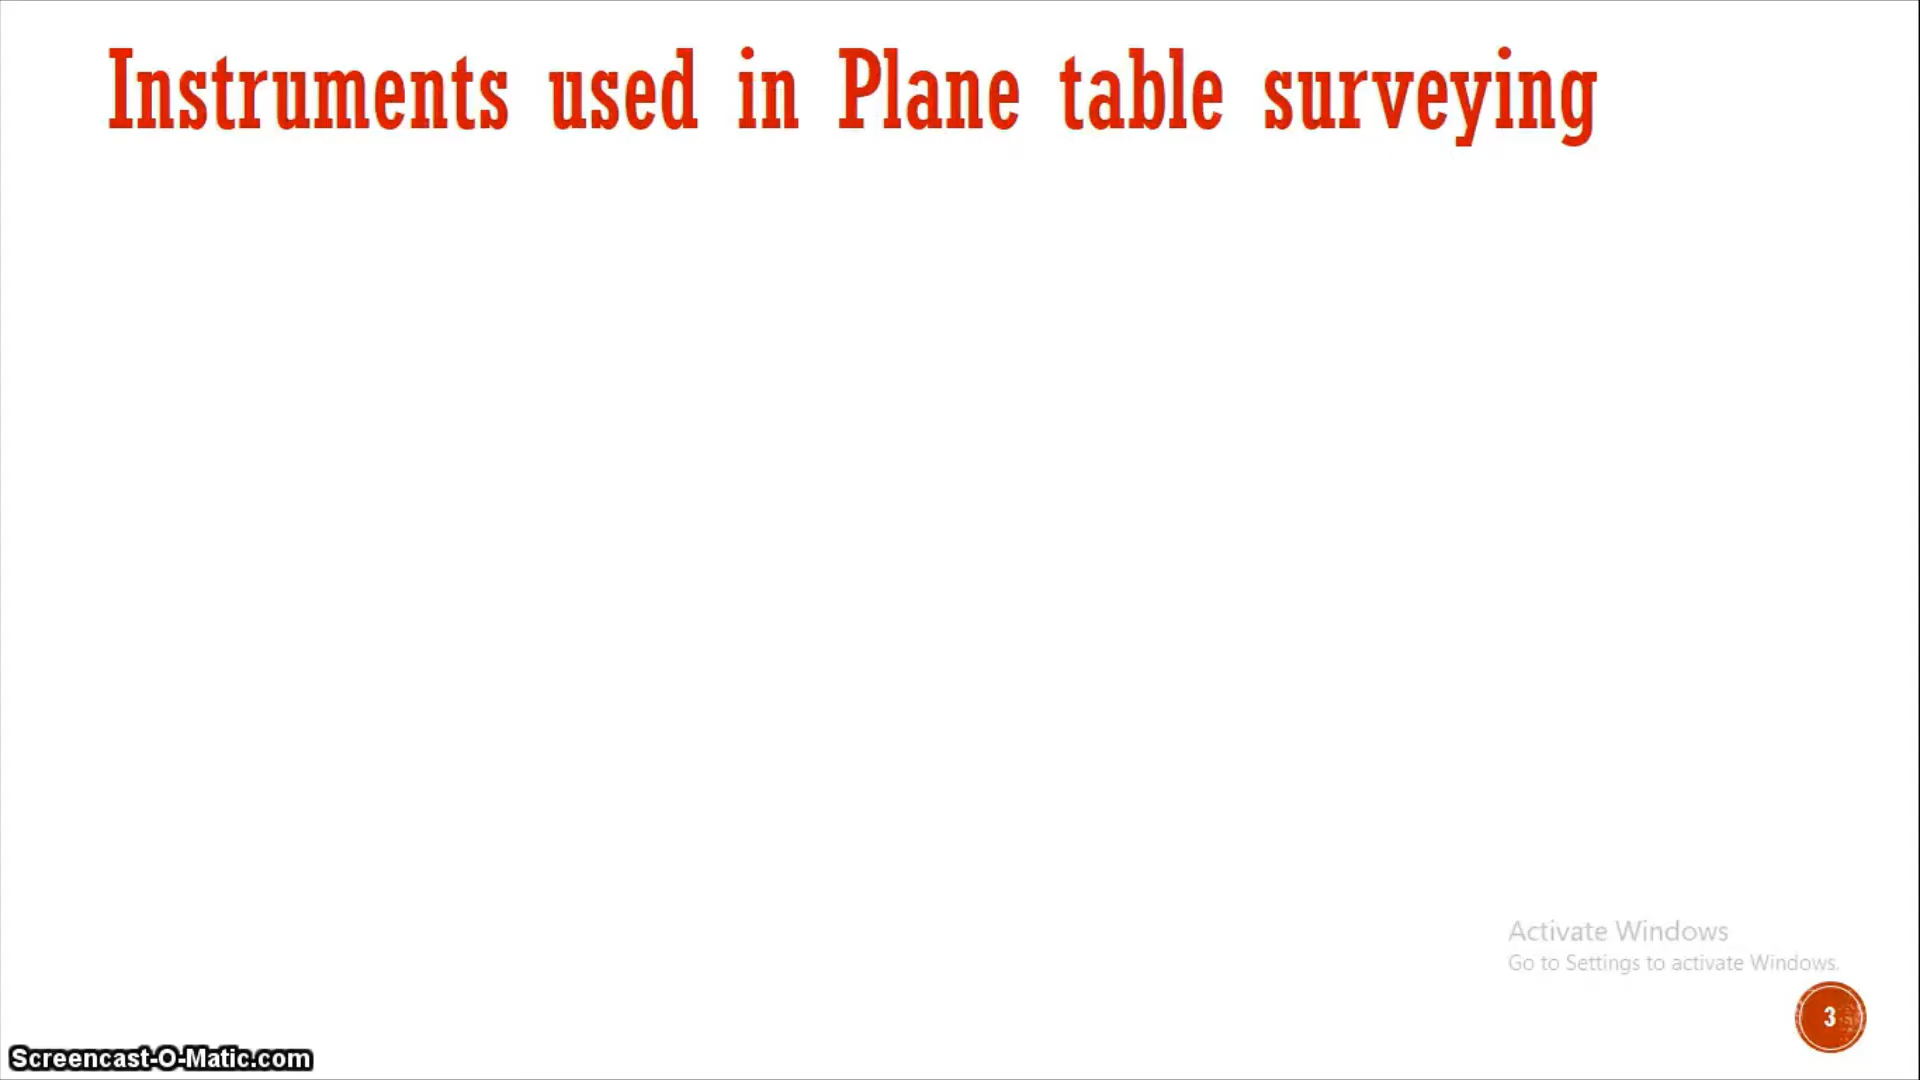 Instruments used in Plane table surveying
Activate Windows
Go to Settings to activate Windows.
3
Screencast-O-Matic.com